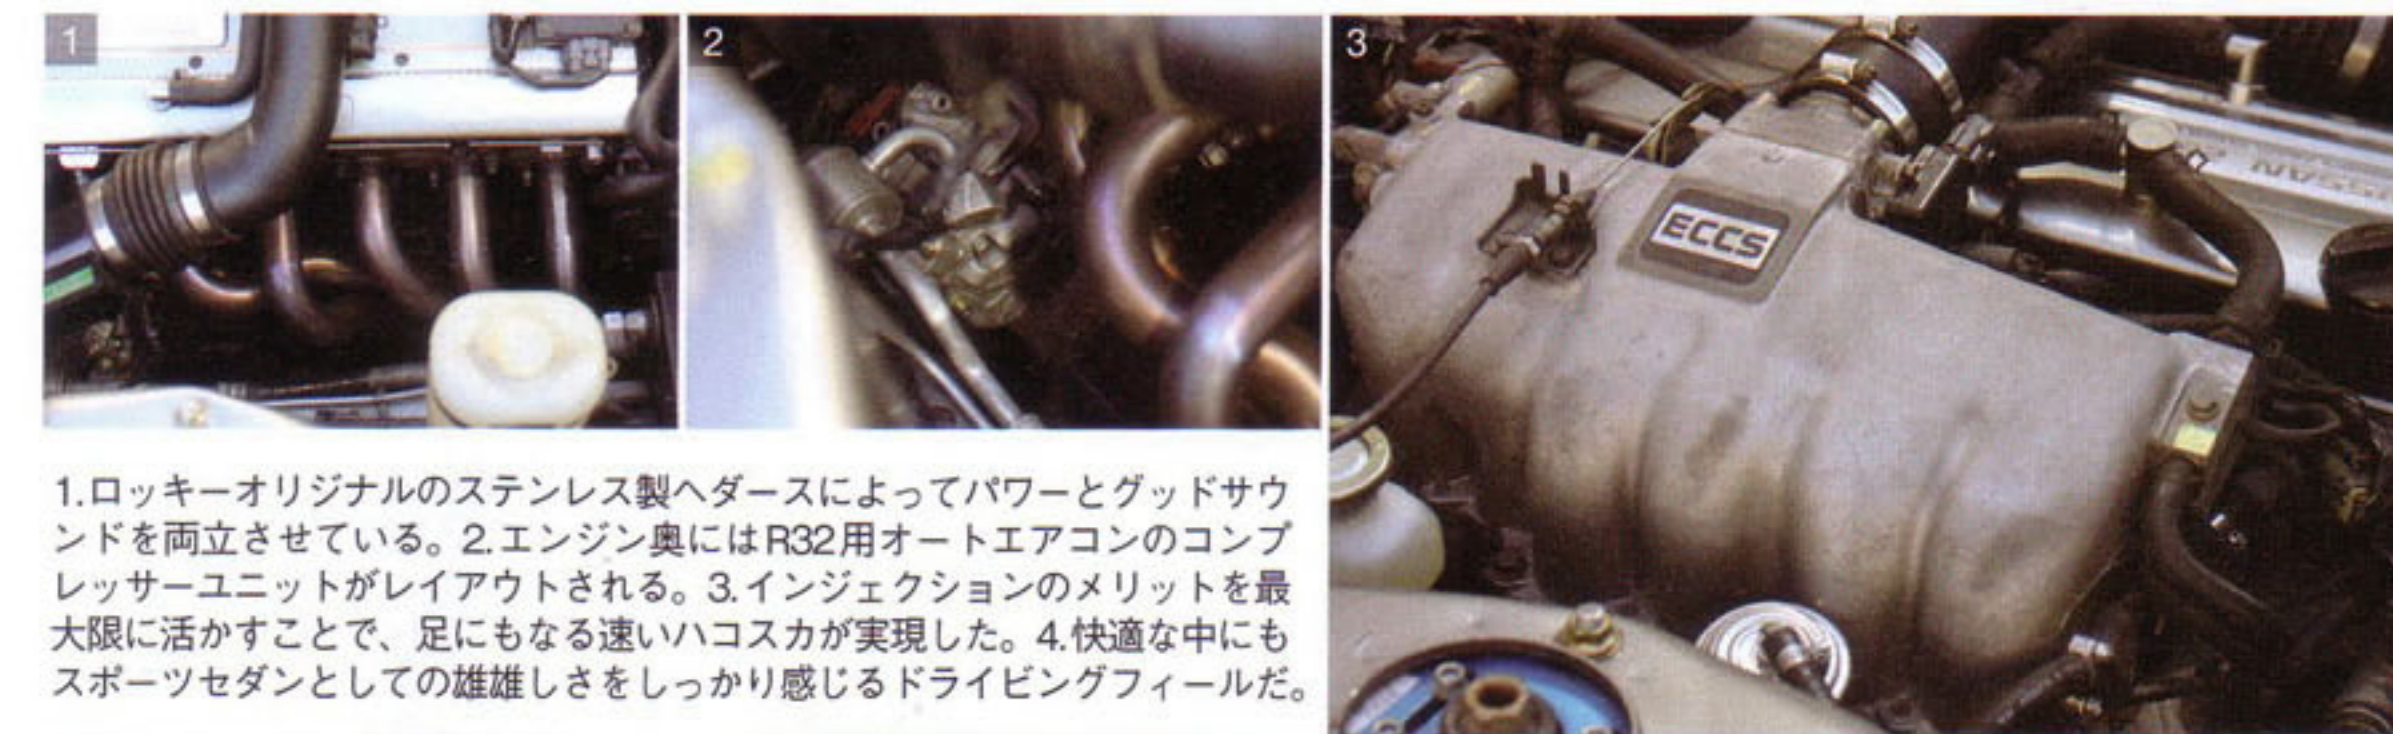 1
2
3
ECCS
NISSAN
1.ロッキーオリジナルのステンレス製ヘダースによってパワーとグッドサウ
ンドを両立させている。2.エンジン奥にはR32用オートエアコンのコンプ
レッサーユニットがレイアウトされる。3.インジェクションのメリットを最
大限に活かすことで、足にもなる速いハコスカが実現した。4.快適な中にも
スポーツセダンとしての雄雄しさをしっかり感じるドライビングフィールだ。